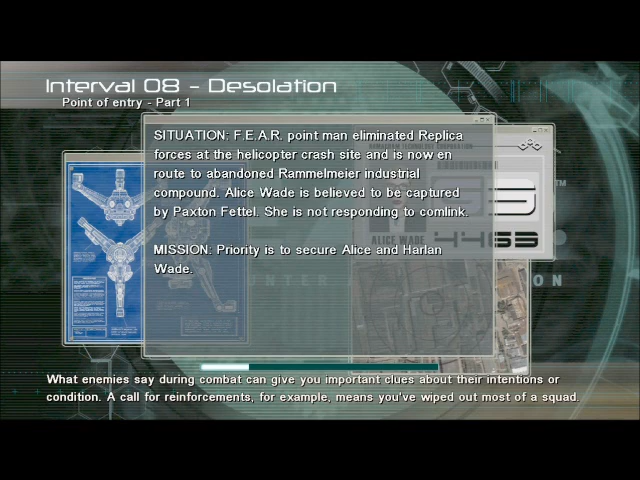 Interval 08 - Desolation
Point of entry - Part 1
SITUATION: F.E.A.R. point man eliminated Replica
forces at the helicopter crash site and is now en
route to abandoned Rammelmeier industrial
compound. Alice Wade is believed to be captured
by Paxton Fettel. She is not responding to comlink.
MISSION: Priority is to secure Alice and Harlan
Wade.
ALICE WADE
4463
What enemies say during combat can give you important clues about their intentions or
condition. A call for reinforcements, for example, means you've wiped out most of a squad.